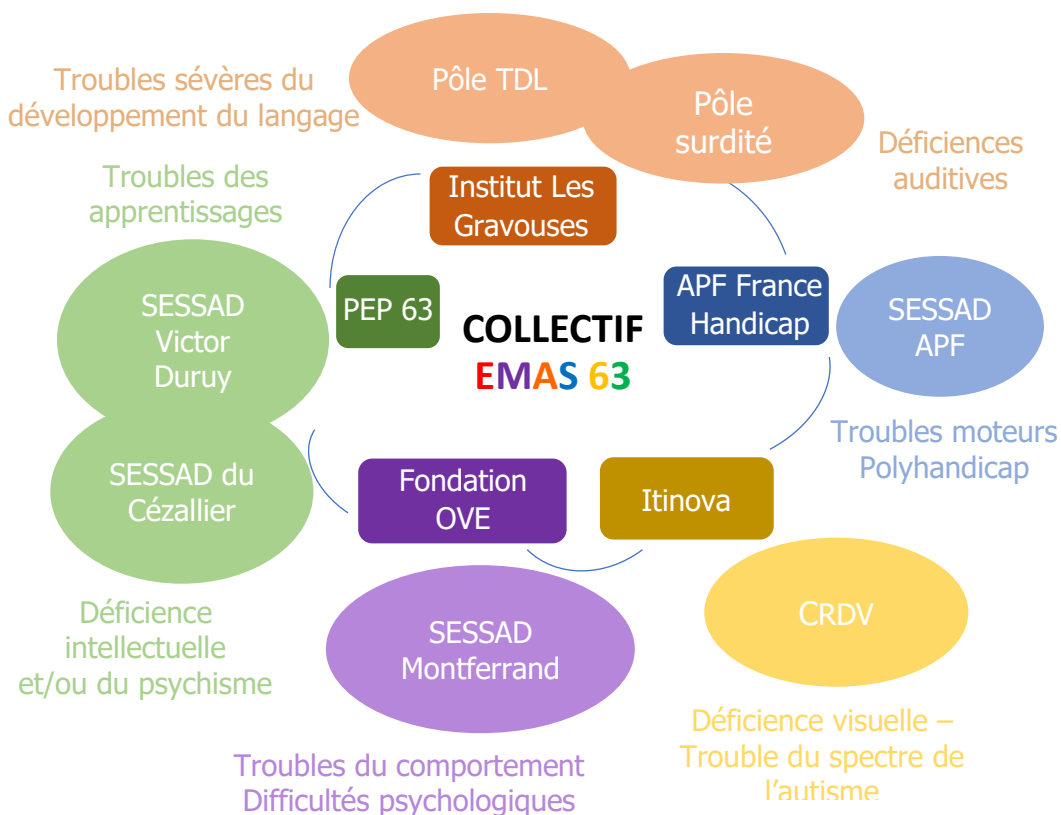 Pôle TDL
Troubles sévères du
développement du langage
Pôle
surdité
Déficiences
auditives
Troubles des
apprentissages
Institut Les
Gravouses
SESSAD
Victor
Duruy
PEP 63
COLLECTIF
EMAS 63
APF France
Handicap
SESSAD
APF
Troubles moteurs
Polyhandicap
SESSAD du
Cézallier
Fondation
OVE
Itinova
Déficience
intellectuelle
et/ou du psychisme
SESSAD
Montferrand
CRDV
Déficience visuelle –
Trouble du spectre de
l’autisme
Troubles du comportement
Difficultés psychologiques